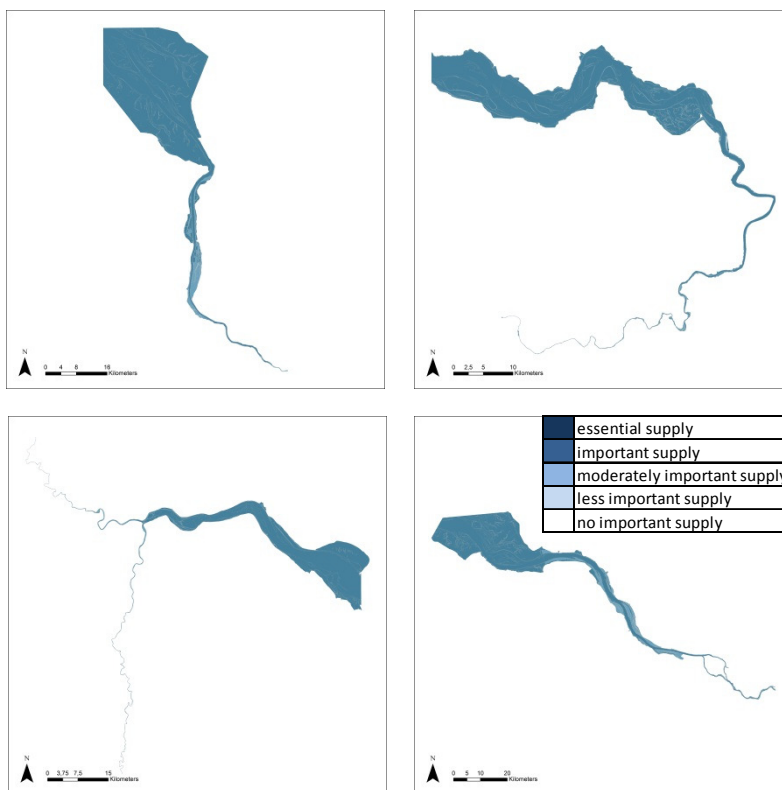 N
0 4 8 16
Kilometers
N
0 2,5 5 10
Kilometers
essential supply
important supply
moderately important supply
less important supply
no important supply
N
0 3,75 7,5 15
Kilometers
N
0 5 10 20
Kilometers